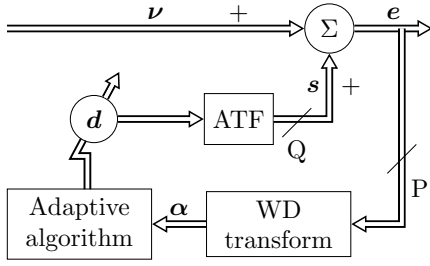 ν +
Σ
e
s +
d
ATF
Q
P
Adaptive
algorithm
α
WD
transform